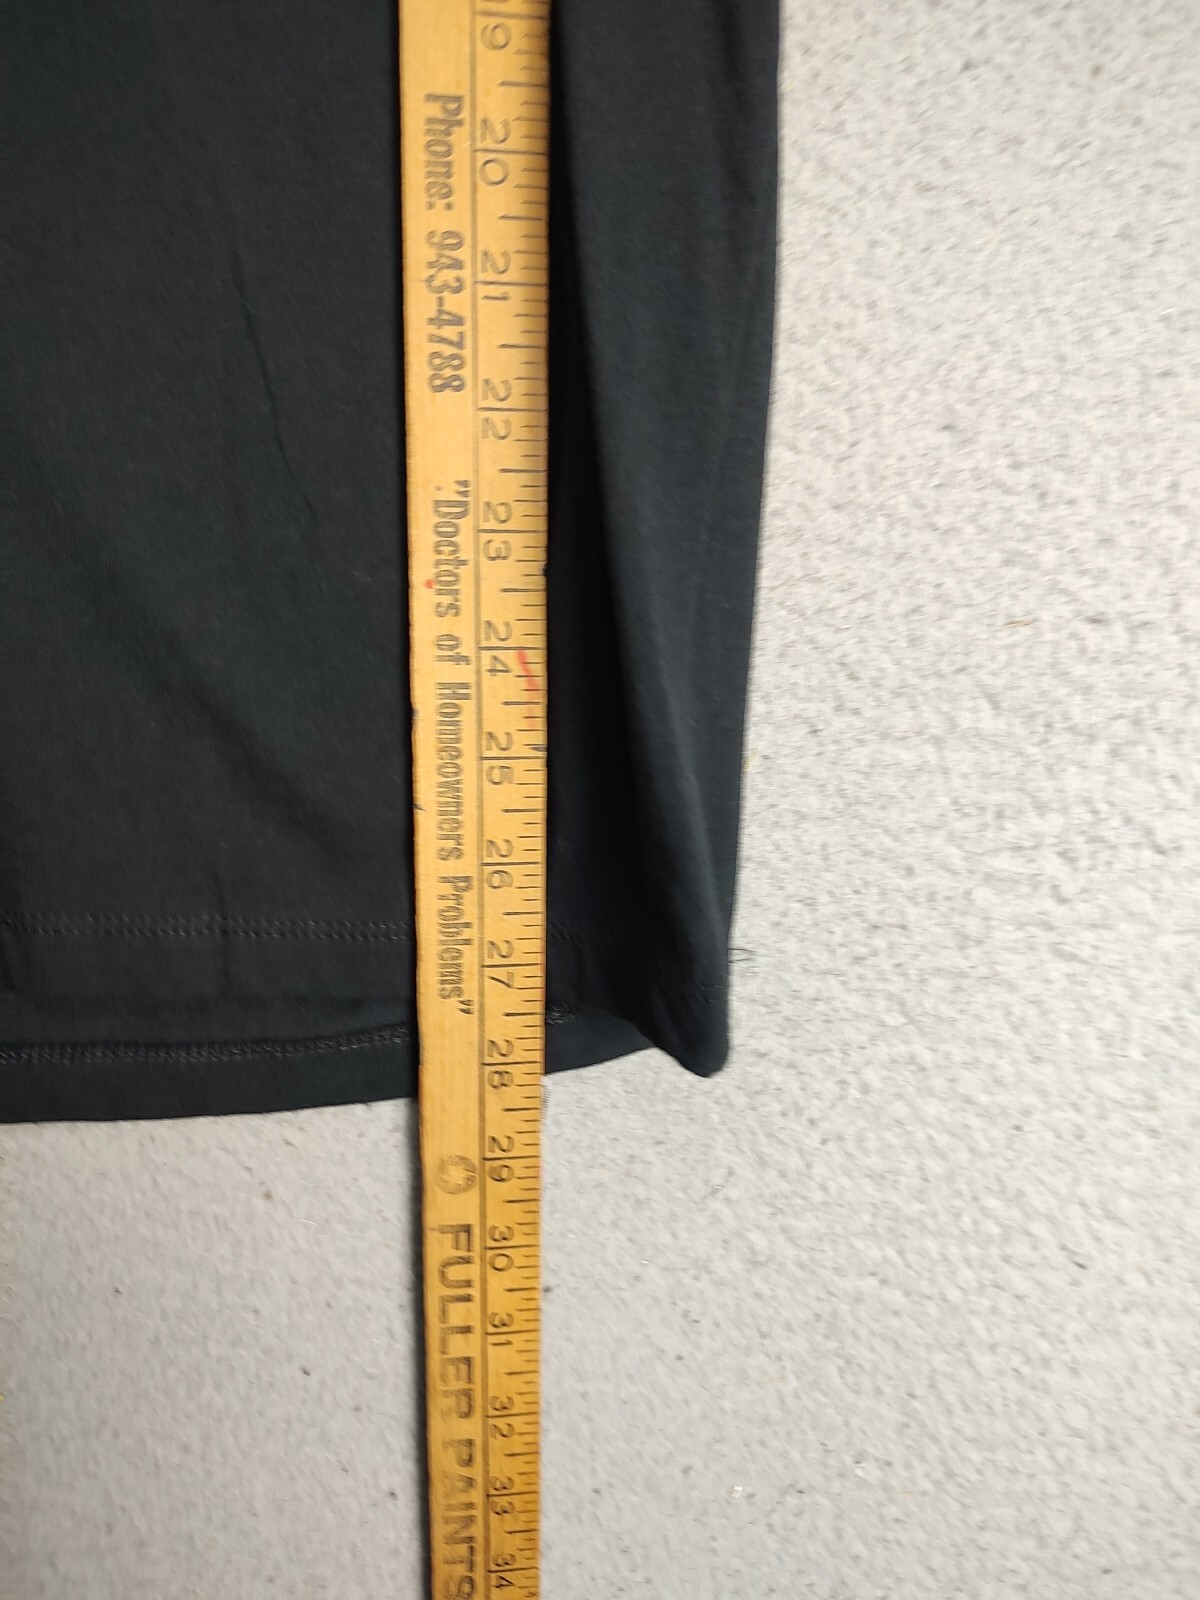 19 20 21 22 23 24 25 26 27 28 29 30 31 32 33 34
Phone: 943-4788 "Doctors of Homeowners Problems" FULLER PAINTS